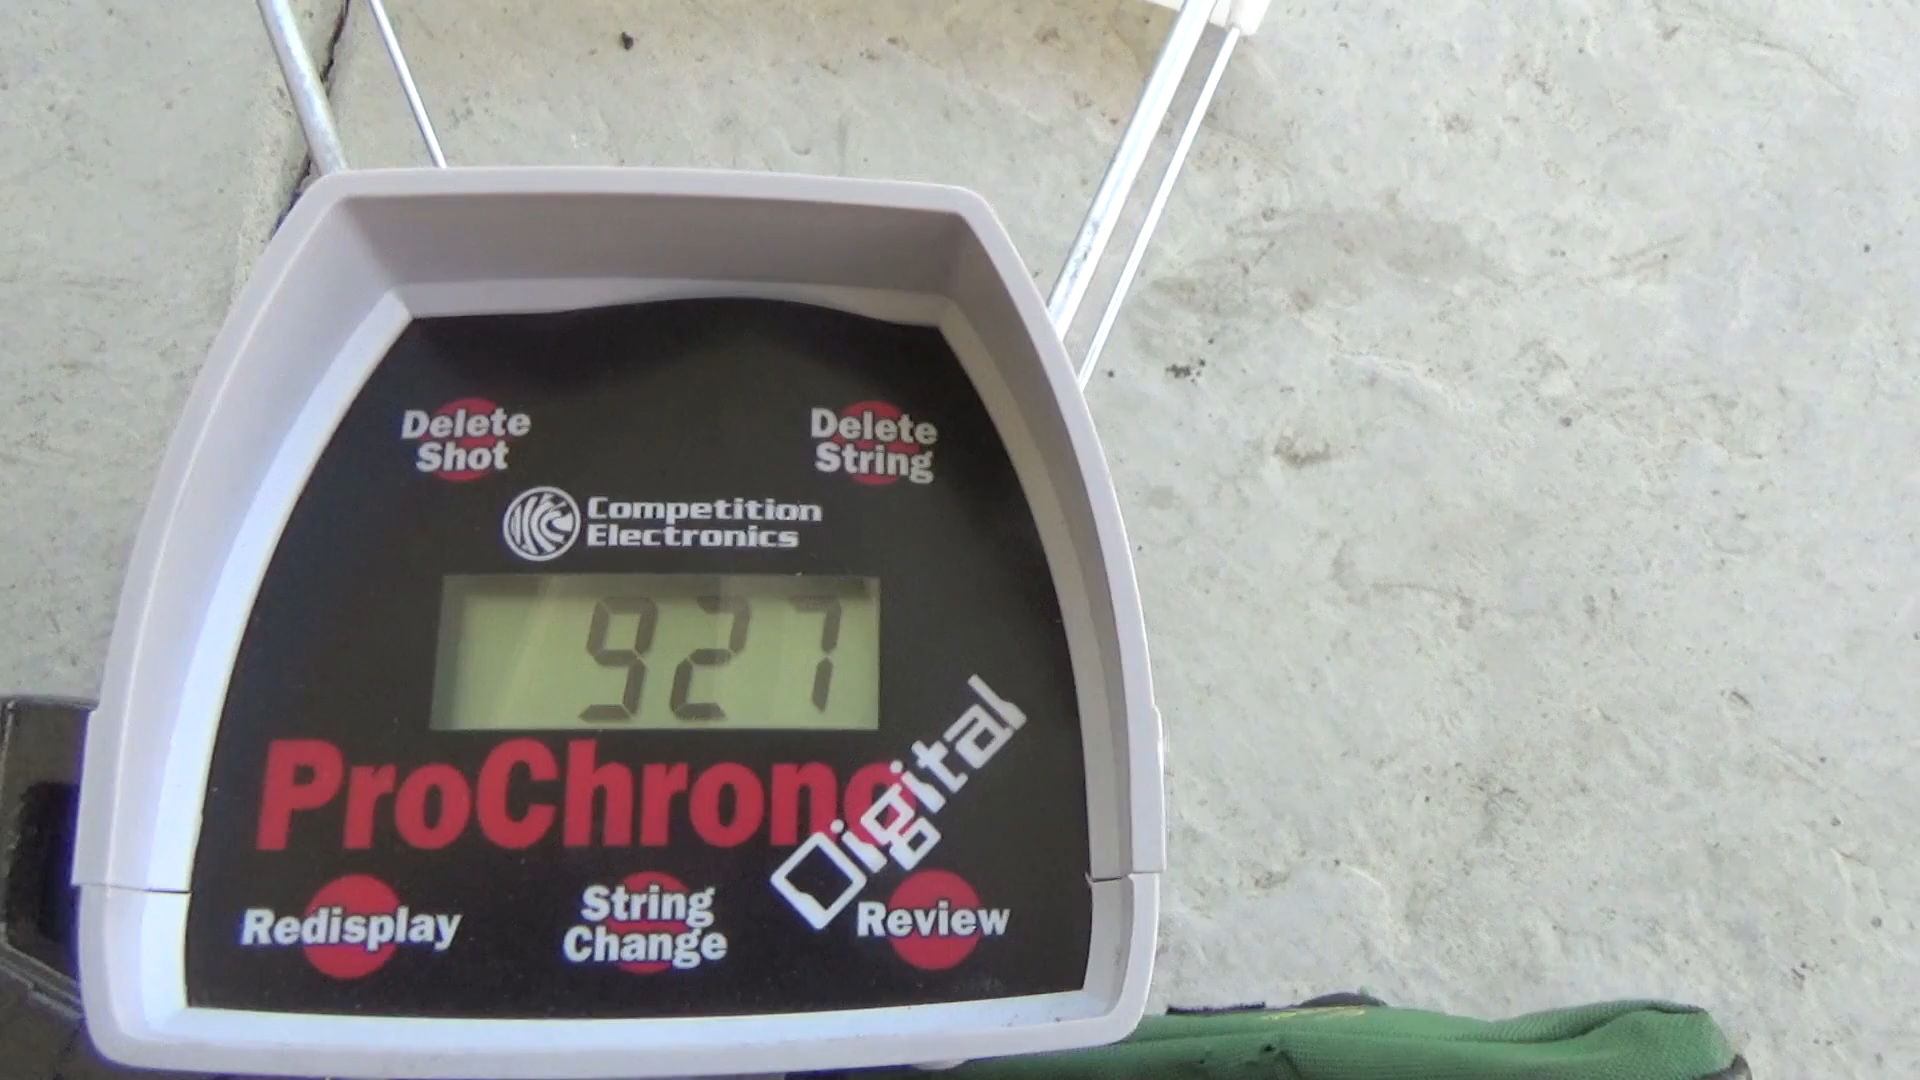 Delete
Shot
Delete
String
Competition
Electronics
927
ProChrono
Digital
Redisplay
String
Change
Review